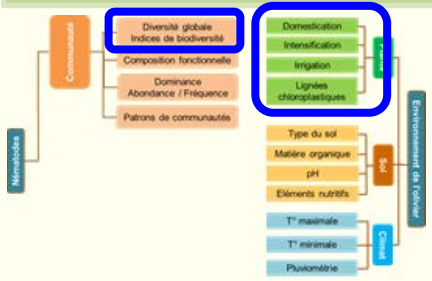 Nématodes
Communauté
Diversité globale
Indices de biodiversité
Composition fonctionnelle
Dominance
Abondance / Fréquence
Patrons de communautés
Domestication
Intensification
Irrigation
Lignées
chloroplastiques
Type du sol
Matière organique
pH
Eléments nutritifs
Sol
T° maximale
T° minimale
Pluviométrie
Climat
Environnement de l'olivier